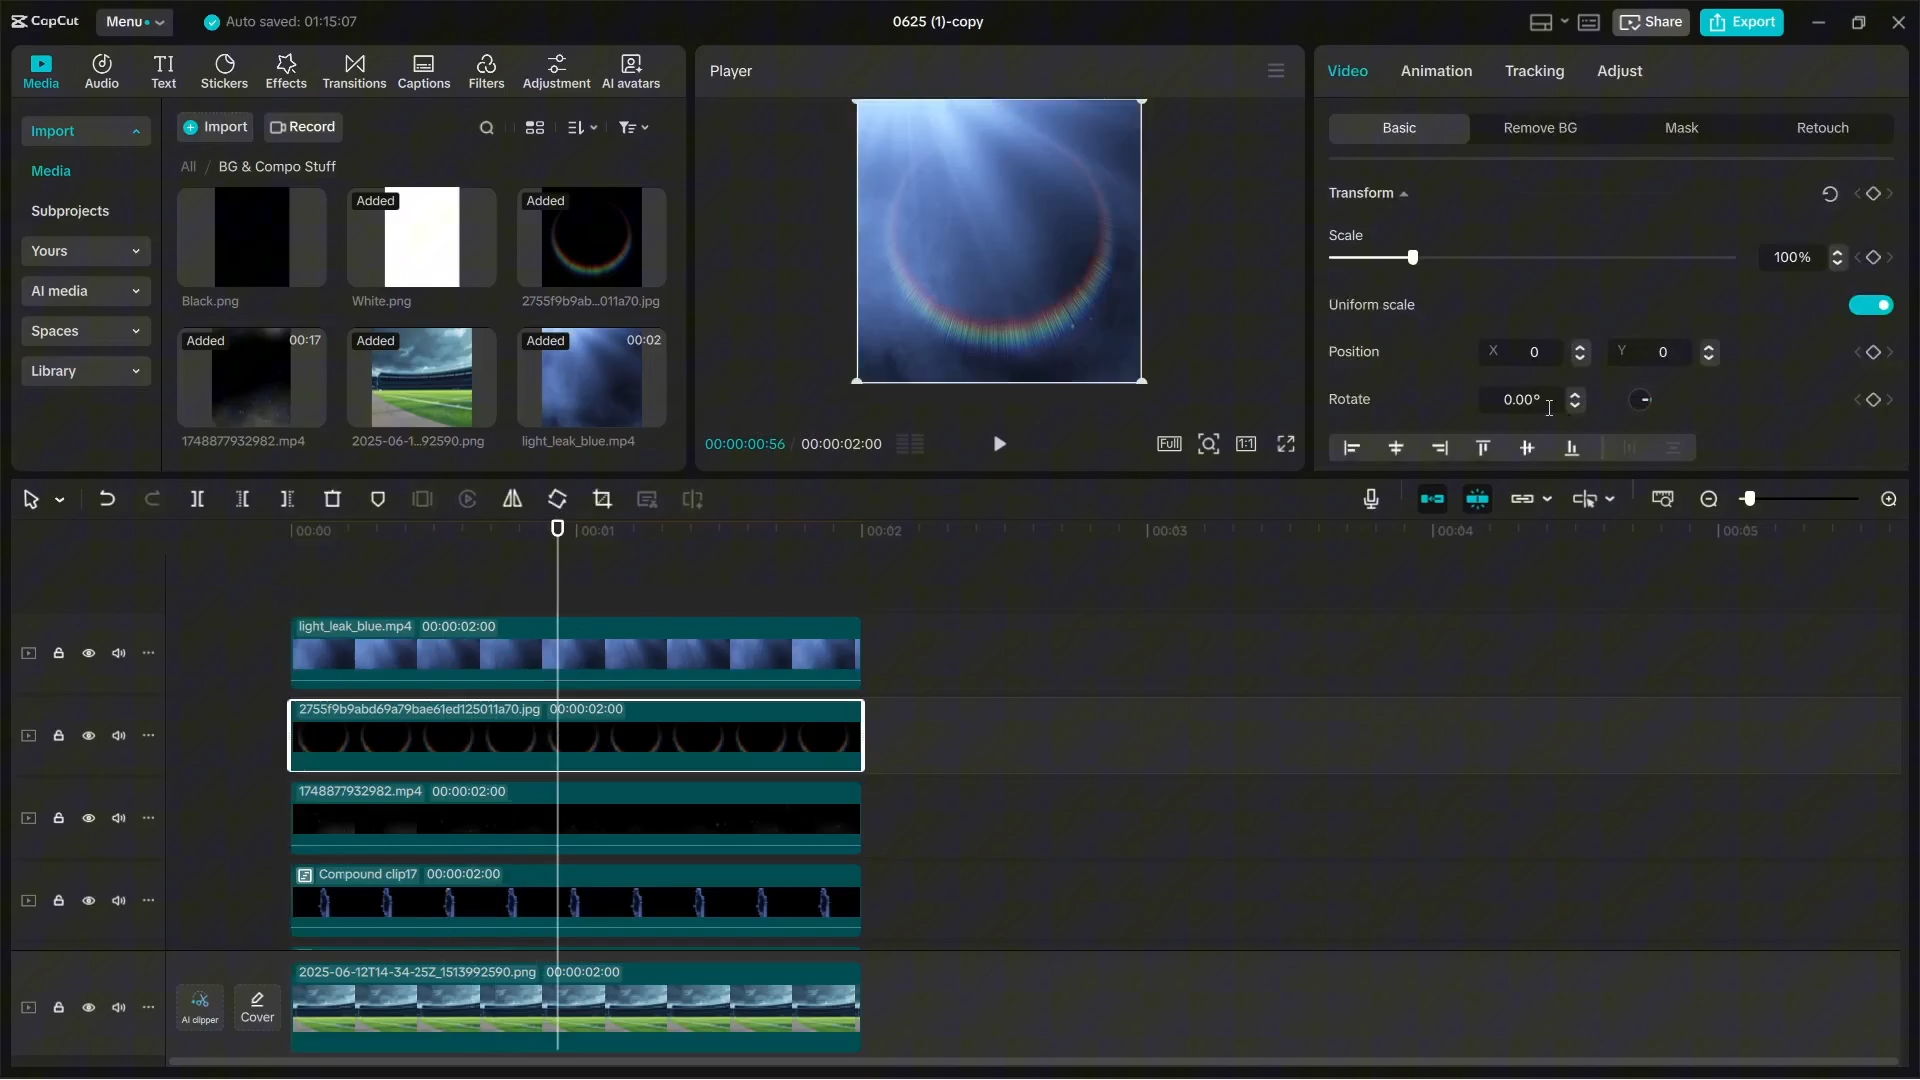 CapCut
Menu
Auto saved: 01:15:07
0625 (1)-copy
Share
Export
Media
Audio
Text
Stickers
Effects
Transitions
Captions
Filters
Adjustment
AI avatars
Import
Media
Subprojects
Yours
AI media
Spaces
Library
Import
Record
All / BG & Compo Stuff
Black.png
Added
White.png
Added
2755f9b9ab...011a70.jpg
Added 00:17
1748877932982.mp4
Added
2025-06-1...92590.png
Added 00:02
light_leak_blue.mp4
Player
00:00:00:56 / 00:00:02:00
Full
1:1
Video
Animation
Tracking
Adjust
Basic
Remove BG
Mask
Retouch
Transform
Scale
100%
Uniform scale
Position
X 0
Y 0
Rotate
0.00°
00:00
00:01
00:02
00:03
00:04
00:05
light_leak_blue.mp4 00:00:02:00
2755f9b9abd69a79bae61ed125011a70.jpg 00:00:02:00
1748877932982.mp4 00:00:02:00
Compound clip17 00:00:02:00
AI clipper
Cover
2025-06-12T14-34-25Z_1513992590.png 00:00:02:00